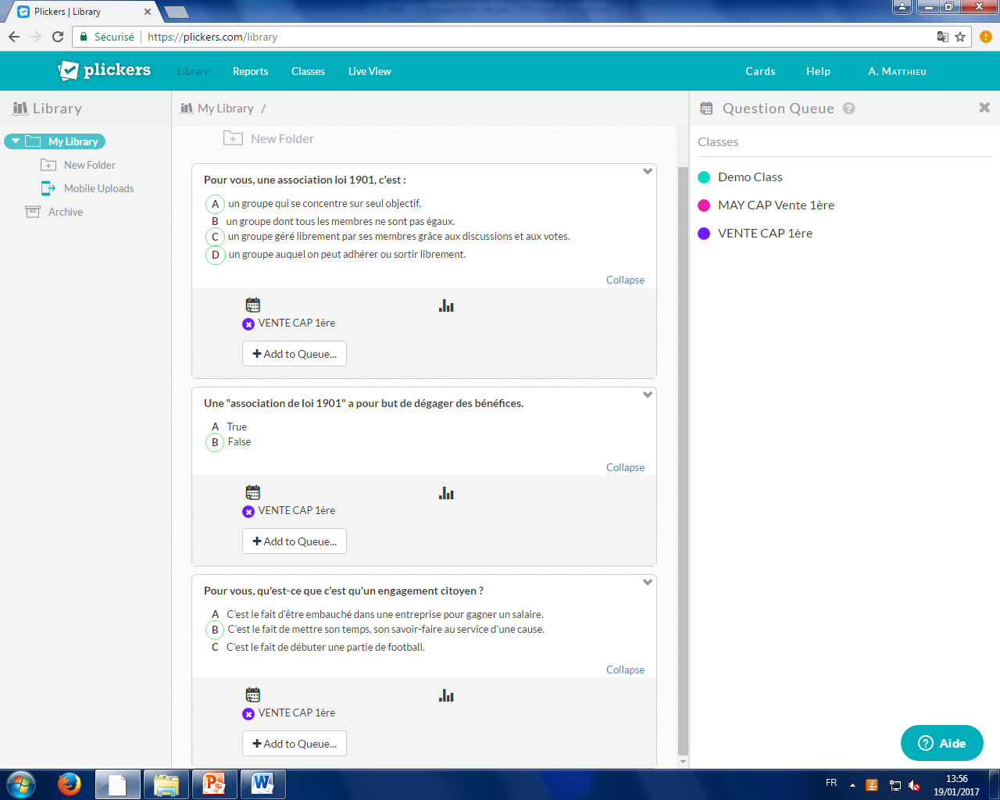 Plickers | Library
Sécurisé
https://plickers.com/library
plickers
Library
Reports
Classes
Live View
Cards
Help
A. Matthieu
Library
My Library
New Folder
Mobile Uploads
Archive
My Library /
New Folder
Pour vous, une association loi 1901, c'est :
A un groupe qui se concentre sur seul objectif.
B un groupe dont tous les membres ne sont pas égaux.
C un groupe géré librement par ses membres grâce aux discussions et aux votes.
D un groupe auquel on peut adhérer ou sortir librement.
Collapse
VENTE CAP 1ère
Add to Queue...
Une "association de loi 1901" a pour but de dégager des bénéfices.
A True
B False
Collapse
VENTE CAP 1ère
Add to Queue...
Pour vous, qu'est-ce que c'est qu'un engagement citoyen ?
A C'est le fait d'être embauché dans une entreprise pour gagner un salaire.
B C'est le fait de mettre son temps, son savoir-faire au service d'une cause.
C C'est le fait de débuter une partie de football.
Collapse
VENTE CAP 1ère
Add to Queue...
Question Queue
Classes
Demo Class
MAY CAP Vente 1ère
VENTE CAP 1ère
Aide
FR
13:56
19/01/2017